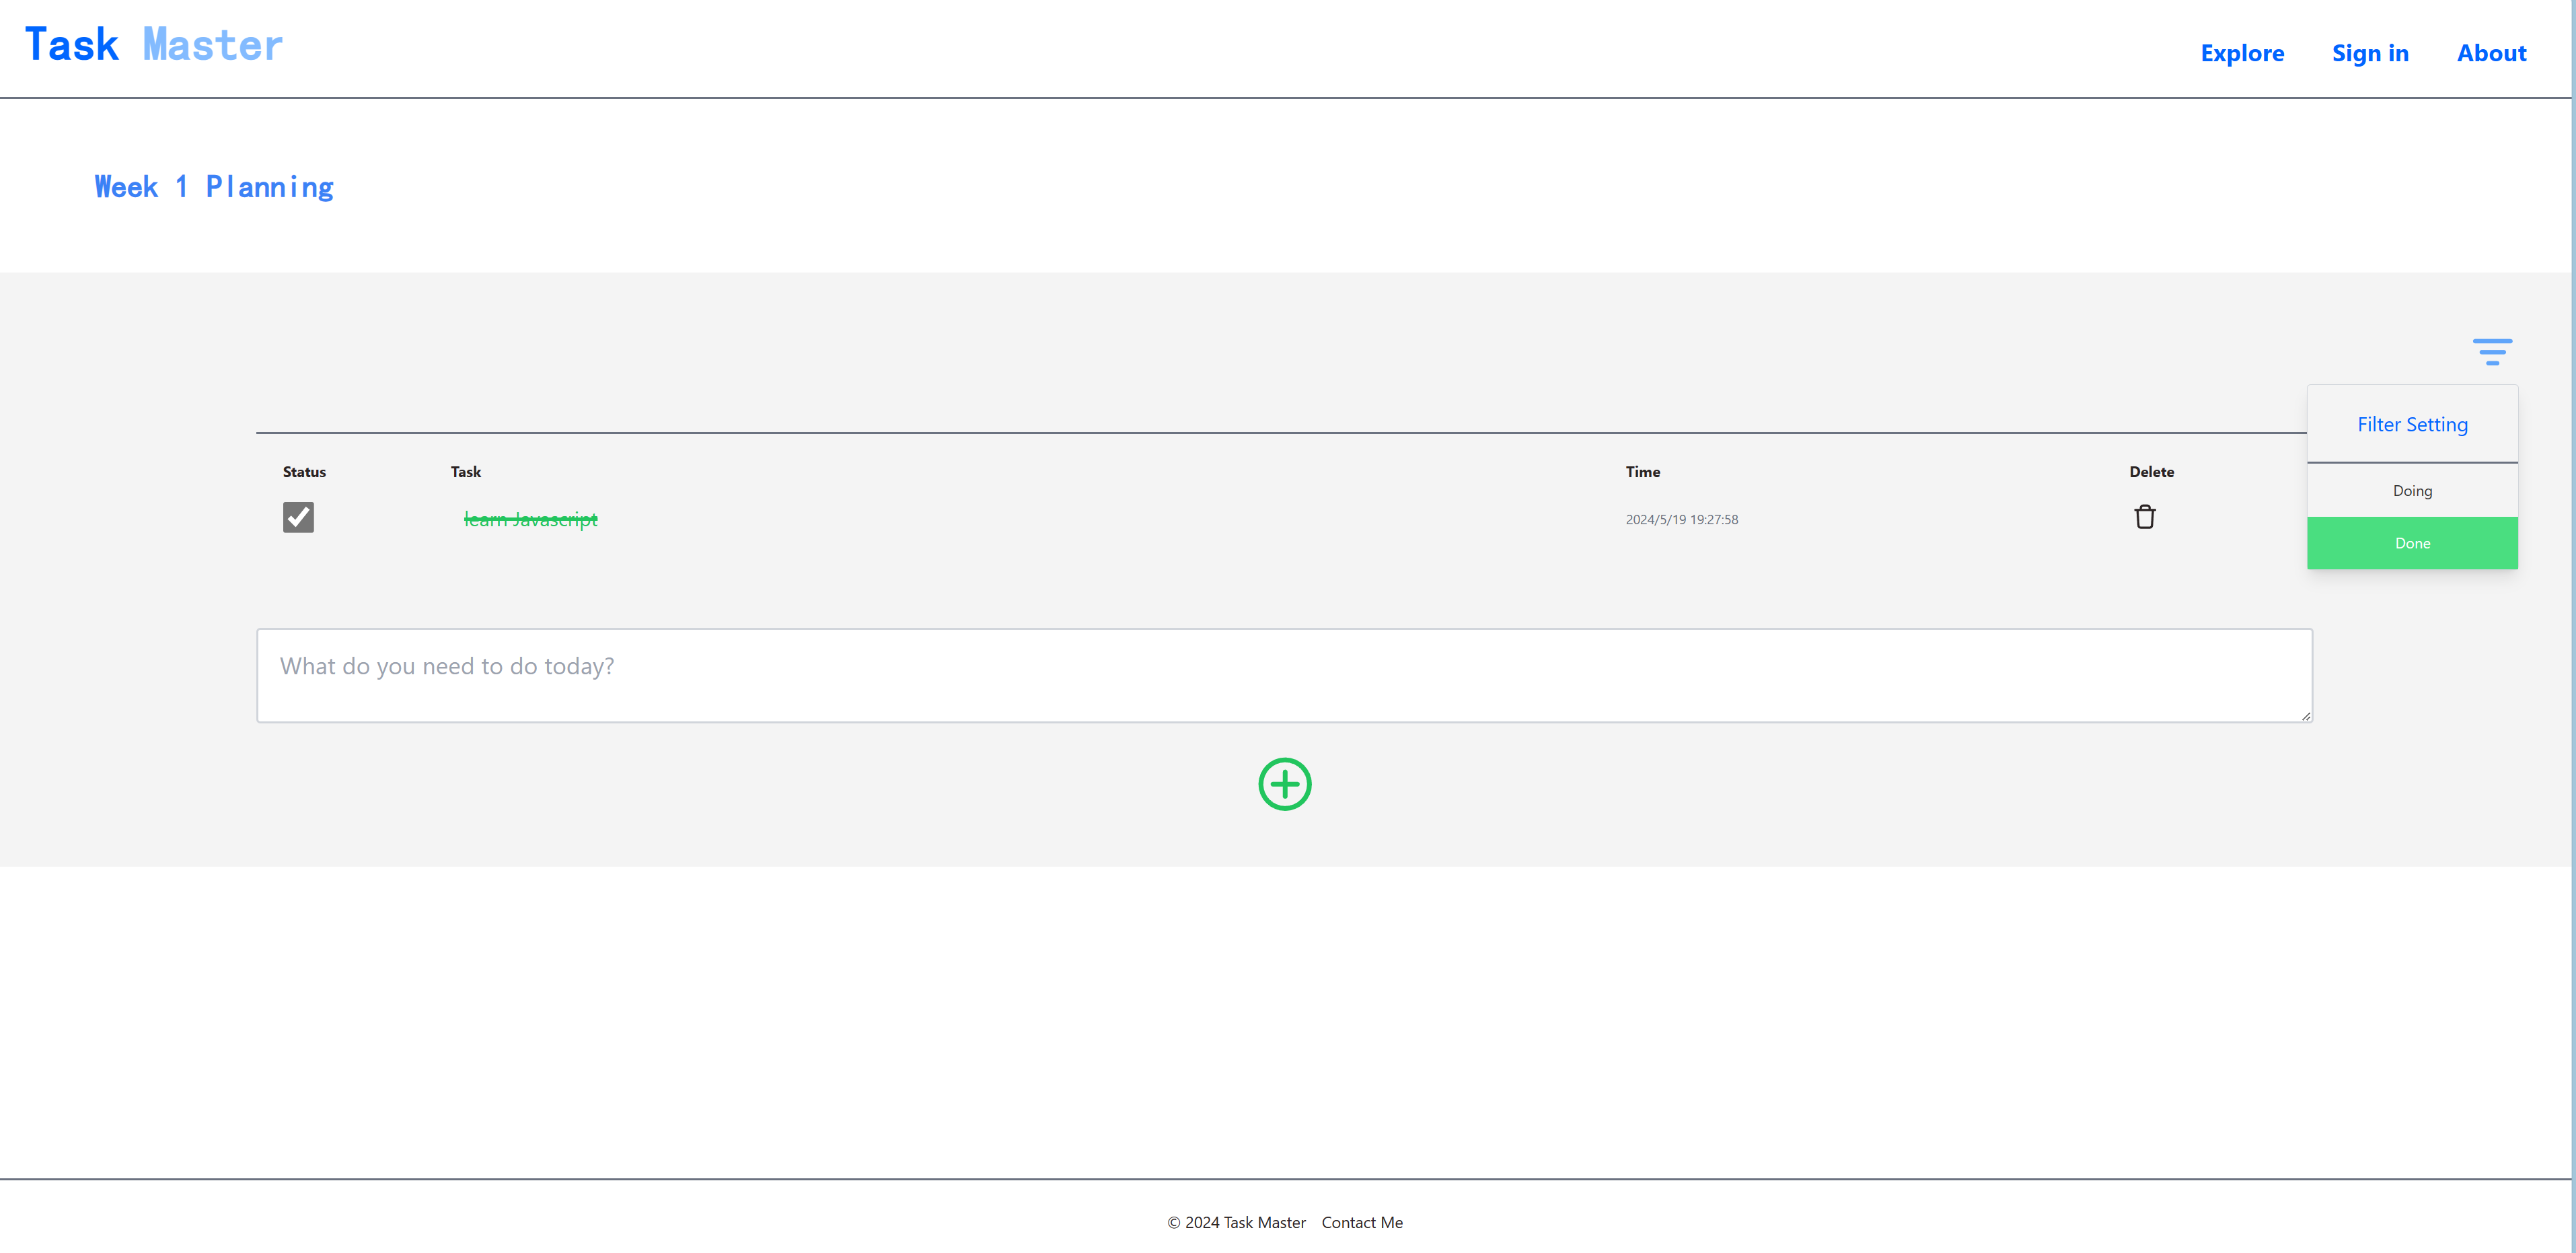 Task Master
Explore Sign in About
Week 1 Planning
Filter Setting
Status Task Time Delete
Doing
learn Javascript 2024/5/19 19:27:58
Done
What do you need to do today?
© 2024 Task Master Contact Me